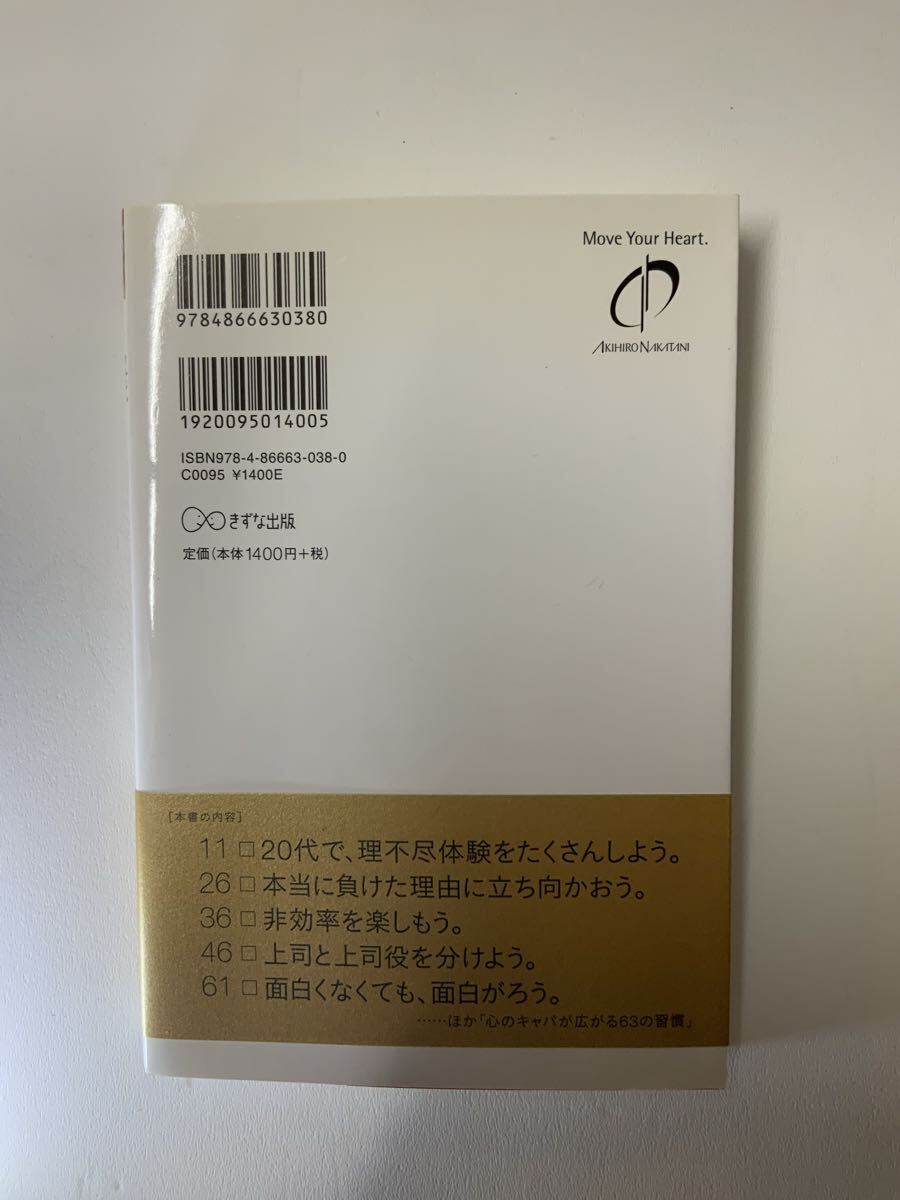 Move Your Heart.
AKIHIRO NAKATANI
9784866630380
1920095014005
ISBN978-4-86663-038-0
C0095 ¥1400E
きずな出版
定価(本体1400円+税)
[本書の内容]
11□20代で、理不尽体験をたくさんしよう。
26□本当に負けた理由に立ち向かおう。
36□非効率を楽しもう。
46□上司と上司役を分けよう。
61□面白くなくても、面白がろう。
……ほか「心のキャパが広がる63の習慣」